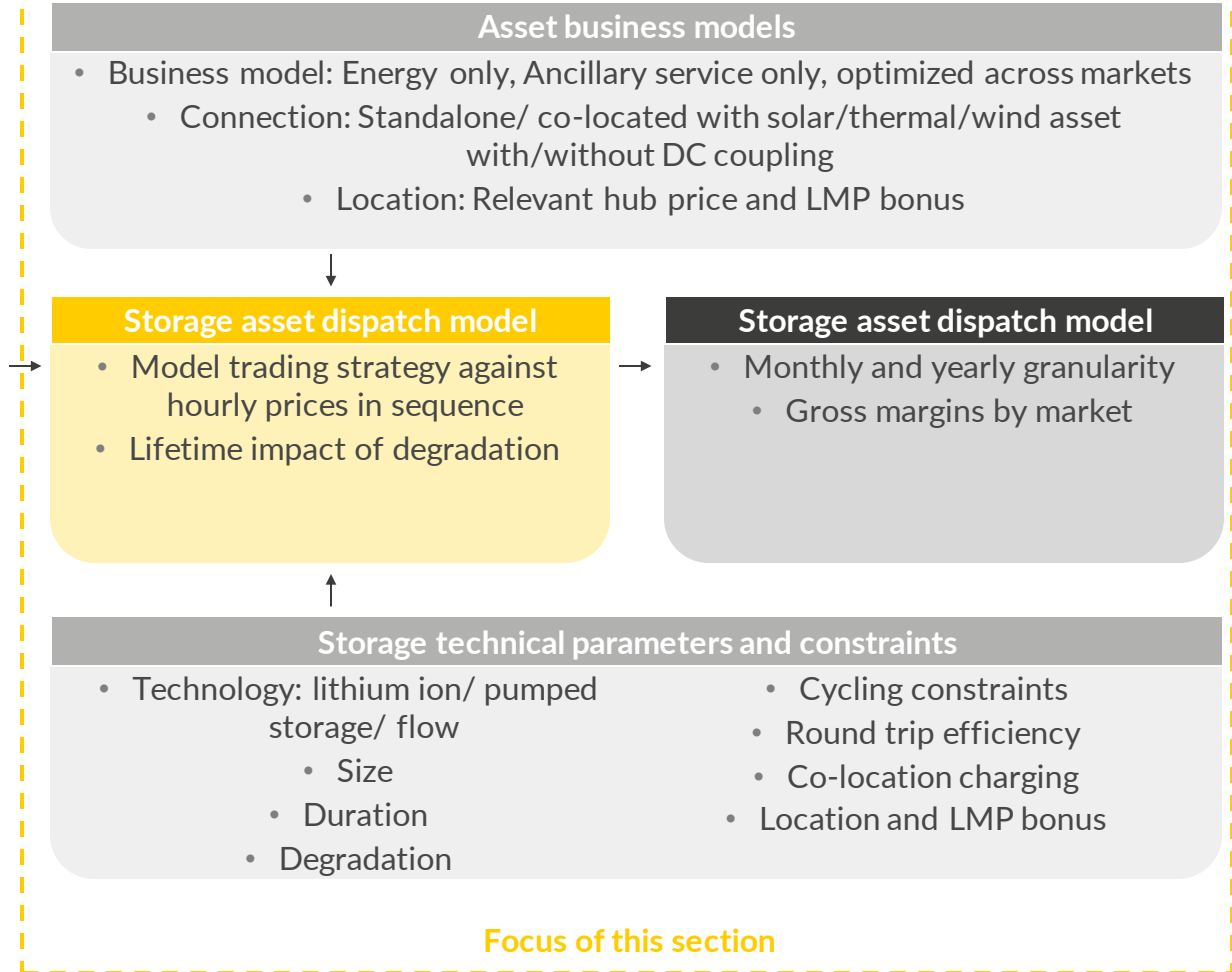 Asset business models
• Business model: Energy only, Ancillary service only, optimized across markets
• Connection: Standalone/ co-located with solar/thermal/wind asset
with/without DC coupling
• Location: Relevant hub price and LMP bonus
Storage asset dispatch model
• Model trading strategy against
hourly prices in sequence
• Lifetime impact of degradation
Storage asset dispatch model
• Monthly and yearly granularity
• Gross margins by market
Storage technical parameters and constraints
• Technology: lithium ion/ pumped
storage/ flow
• Size
• Duration
• Degradation
• Cycling constraints
• Round trip efficiency
• Co-location charging
• Location and LMP bonus
Focus of this section